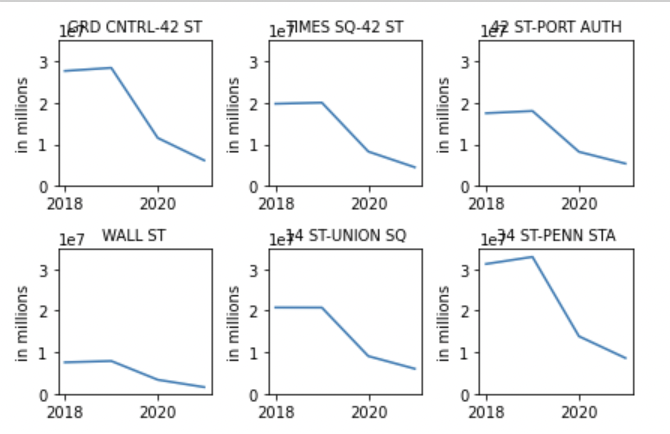 1e7 GRD CNTRL-42 ST
in millions
3
2
1
0
2018 2020
1e7 TIMES SQ-42 ST
in millions
3
2
1
0
2018 2020
1e7 42 ST-PORT AUTH
in millions
3
2
1
0
2018 2020
1e7 WALL ST
in millions
3
2
1
0
2018 2020
1e7 14 ST-UNION SQ
in millions
3
2
1
0
2018 2020
1e7 34 ST-PENN STA
in millions
3
2
1
0
2018 2020